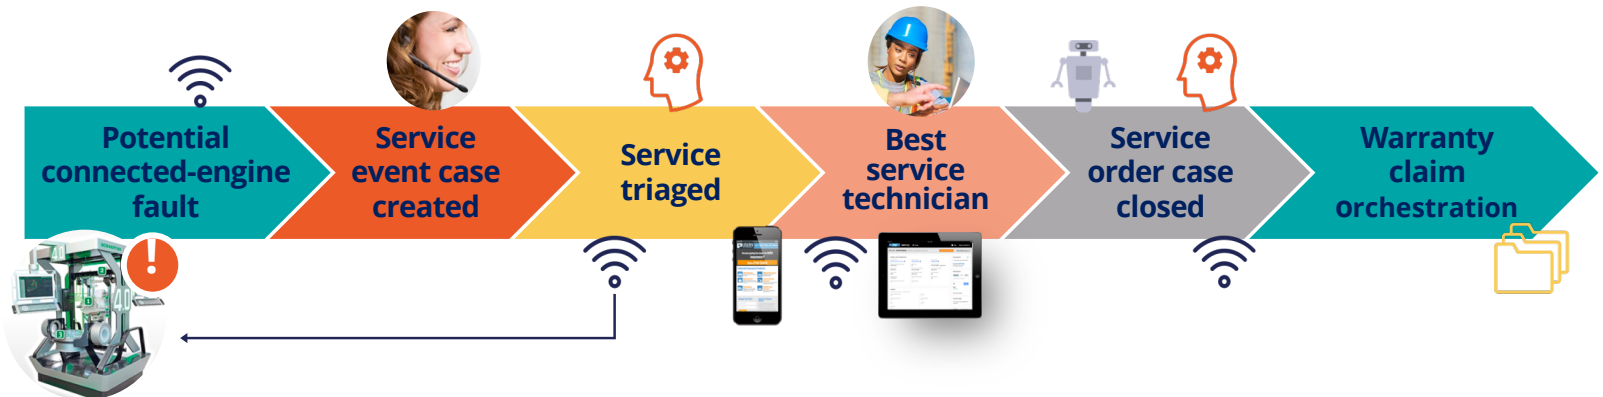 Potential
connected-engine
fault
Service
event case
created
Service
triaged
Best
service
technician
Service
order case
closed
Warranty
claim
orchestration
!